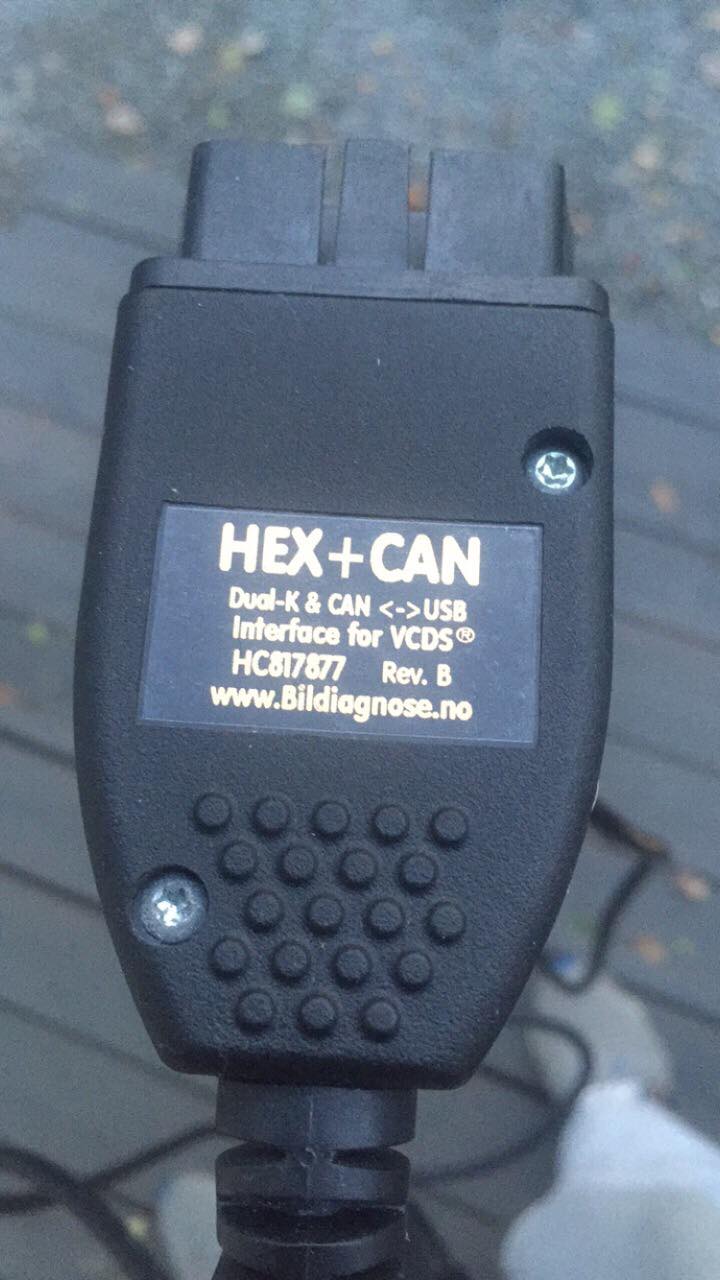 HEX+CAN
Dual-K & CAN <-> USB
Interface for VCDS®
HC817877 Rev. B
www.Bildiagnose.no